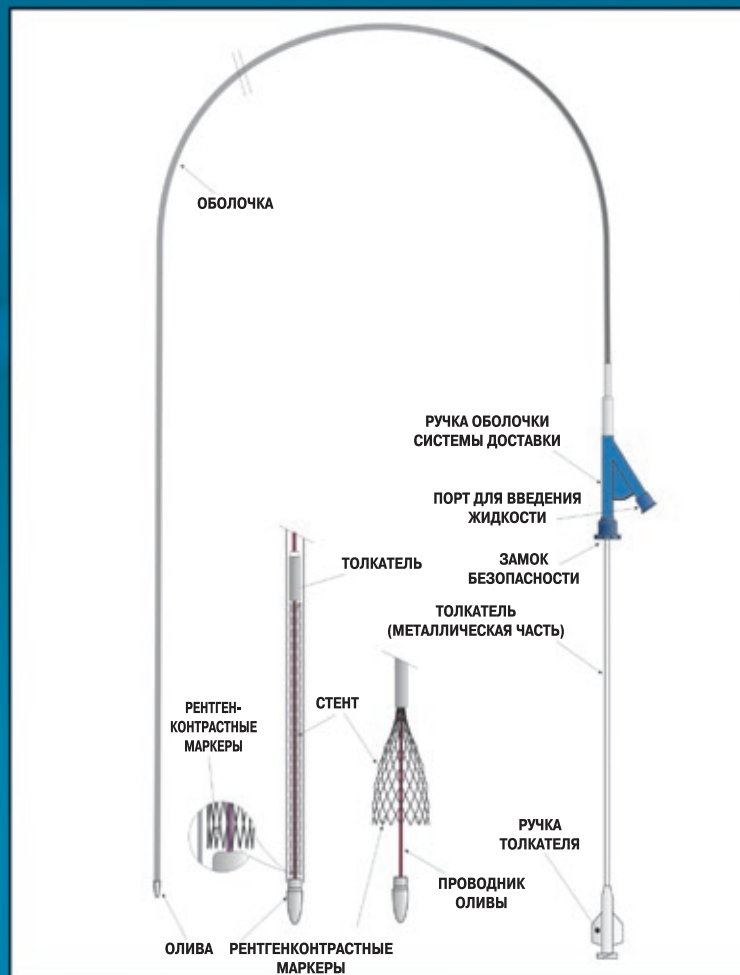 ОБОЛОЧКА
РУЧКА ОБОЛОЧКИ
СИСТЕМЫ ДОСТАВКИ
ПОРТ ДЛЯ ВВЕДЕНИЯ
ЖИДКОСТИ
ЗАМОК
БЕЗОПАСНОСТИ
ТОЛКАТЕЛЬ
ТОЛКАТЕЛЬ
(МЕТАЛЛИЧЕСКАЯ ЧАСТЬ)
РЕНТГЕН-
КОНТРАСТНЫЕ
МАРКЕРЫ
СТЕНТ
РУЧКА
ТОЛКАТЕЛЯ
ПРОВОДНИК
ОЛИВЫ
ОЛИВА
РЕНТГЕНКОНТРАСТНЫЕ
МАРКЕРЫ